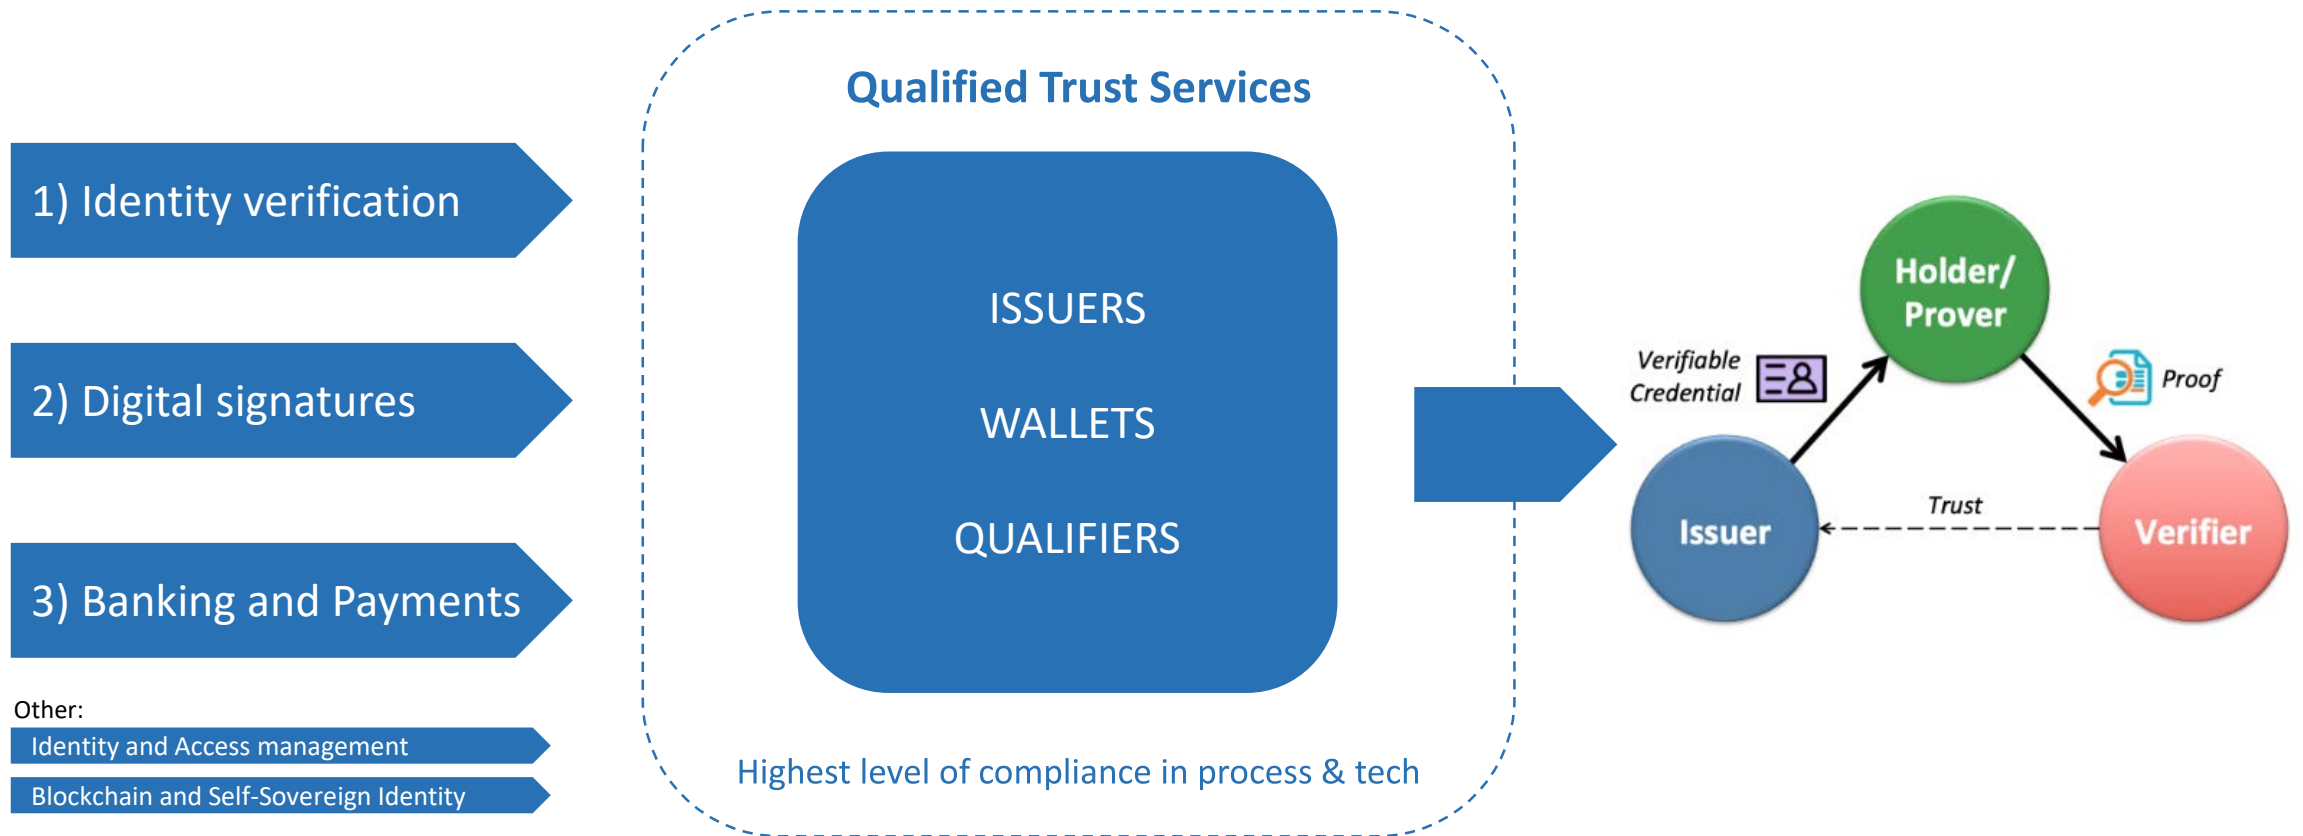 1) Identity verification
2) Digital signatures
3) Banking and Payments
Other:
Identity and Access management
Blockchain and Self-Sovereign Identity
Qualified Trust Services
ISSUERS
WALLETS
QUALIFIERS
Highest level of compliance in process & tech
Holder/
Prover
Verifiable
Credential
Proof
Issuer
Trust
Verifier